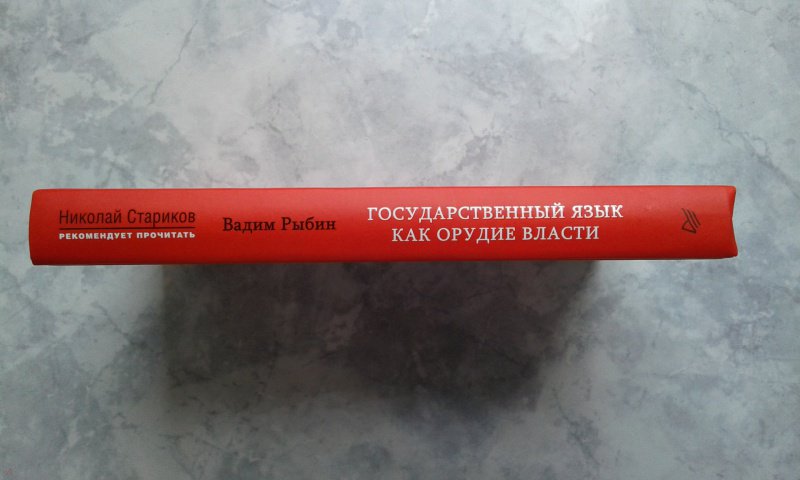 Николай Стариков
РЕКОМЕНДУЕТ ПРОЧИТАТЬ
Вадим Рыбин
ГОСУДАРСТВЕННЫЙ ЯЗЫК
КАК ОРУДИЕ ВЛАСТИ